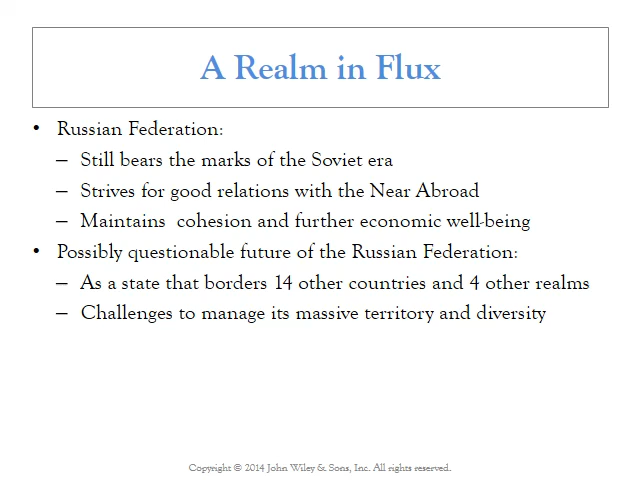 A Realm in Flux
• Russian Federation:
– Still bears the marks of the Soviet era
– Strives for good relations with the Near Abroad
– Maintains  cohesion and further economic well-being
• Possibly questionable future of the Russian Federation:
– As a state that borders 14 other countries and 4 other realms
– Challenges to manage its massive territory and diversity
Copyright © 2014 John Wiley & Sons, Inc. All rights reserved.